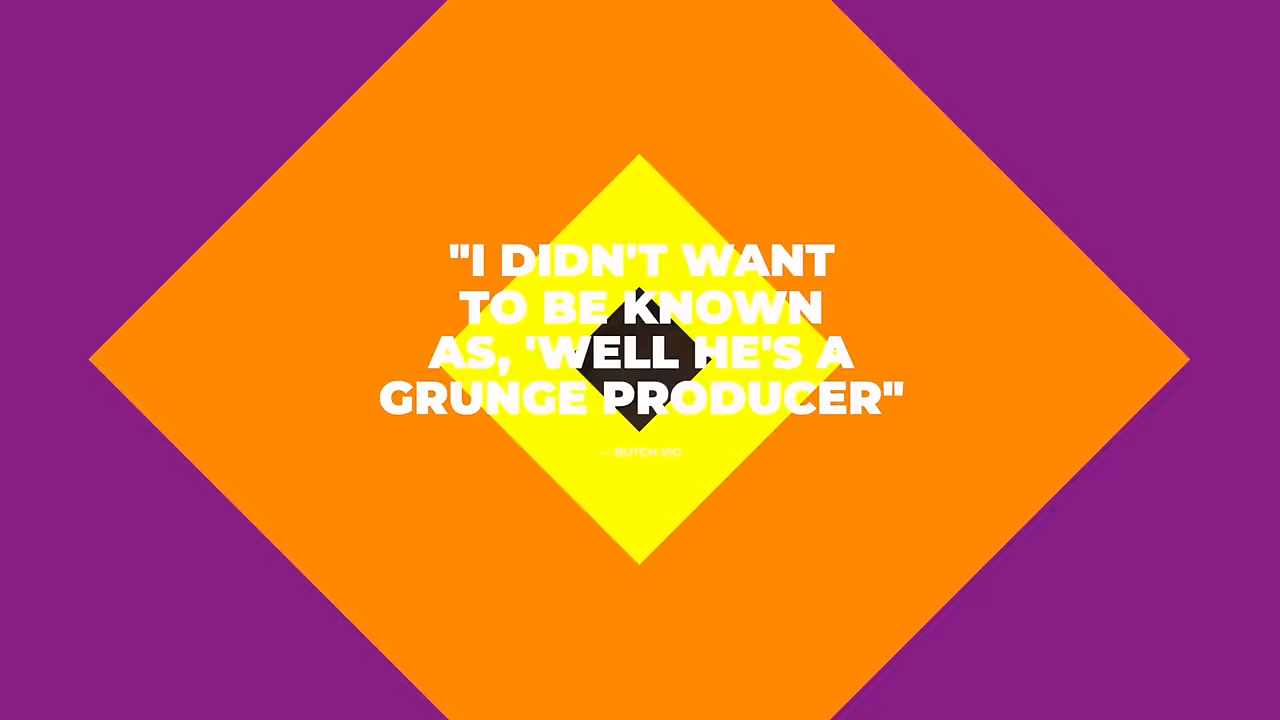 "I DIDN'T WANT
TO BE KNOWN
AS, 'WELL HE'S A
GRUNGE PRODUCER"
— BUTCH VIG